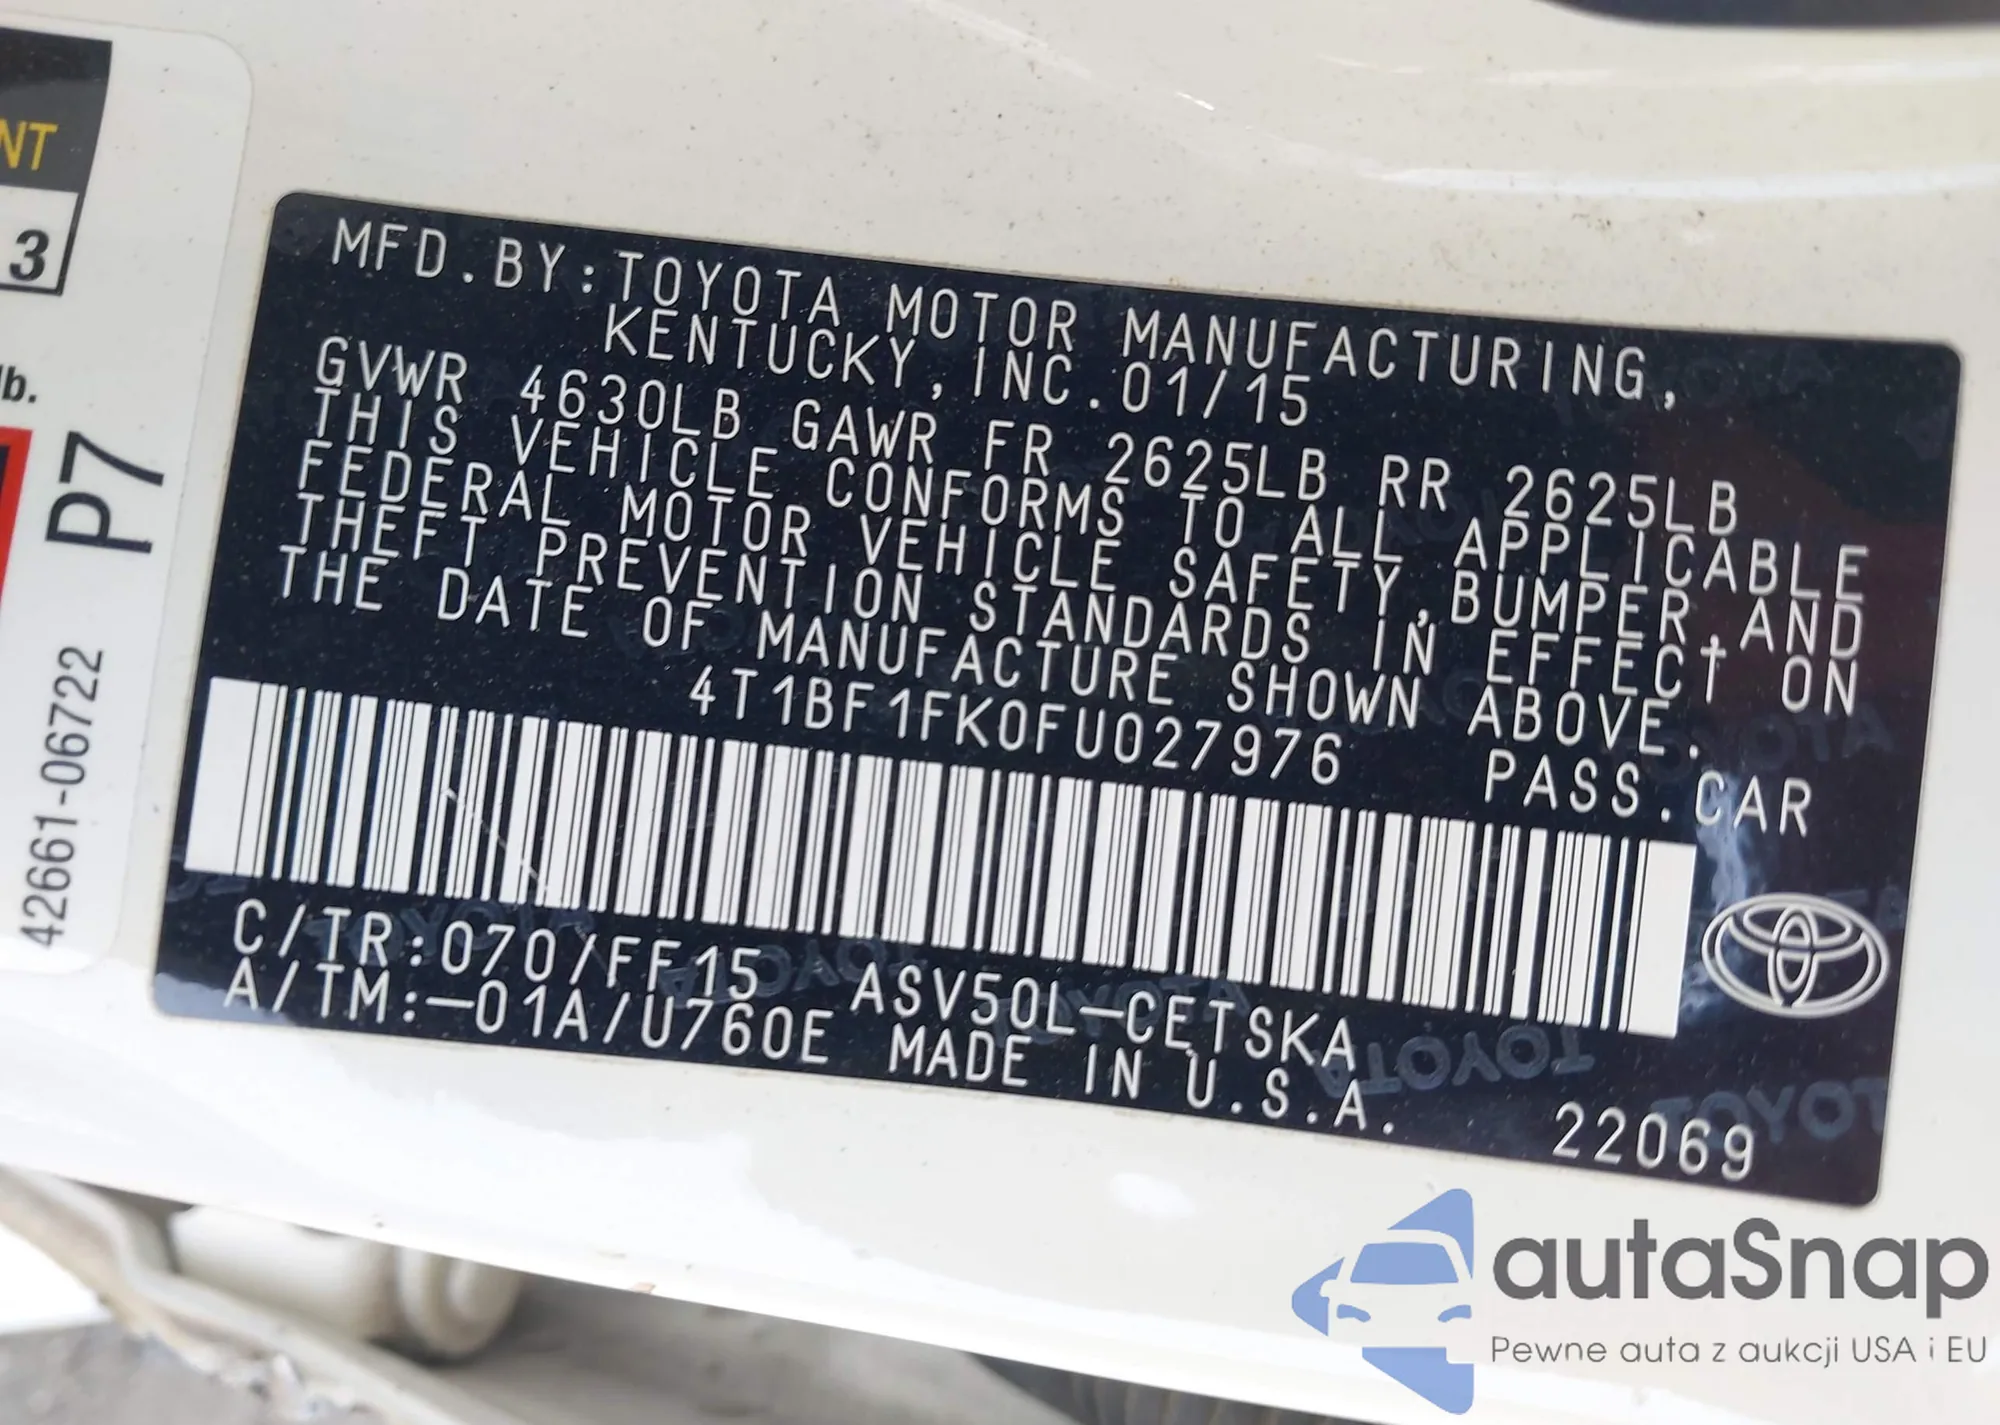 NT
3
lb.
P7
42661-06722
MFD.BY:TOYOTA MOTOR MANUFACTURING,
KENTUCKY,INC.01/15
GVWR 4630LB GAWR FR 2625LB RR 2625LB
THIS VEHICLE CONFORMS TO ALL APPLICABLE
FEDERAL MOTOR VEHICLE SAFETY,BUMPER,AND
THEFT PREVENTION STANDARDS IN EFFECT ON
THE DATE OF MANUFACTURE SHOWN ABOVE.
4T1BF1FK0FU027976 PASS.CAR
C/TR:070/FF15 ASV50L-CETSKA
A/TM:-01A/U760E MADE IN U.S.A.
22069
autaSnap
Pewne auta z aukcji USA i EU